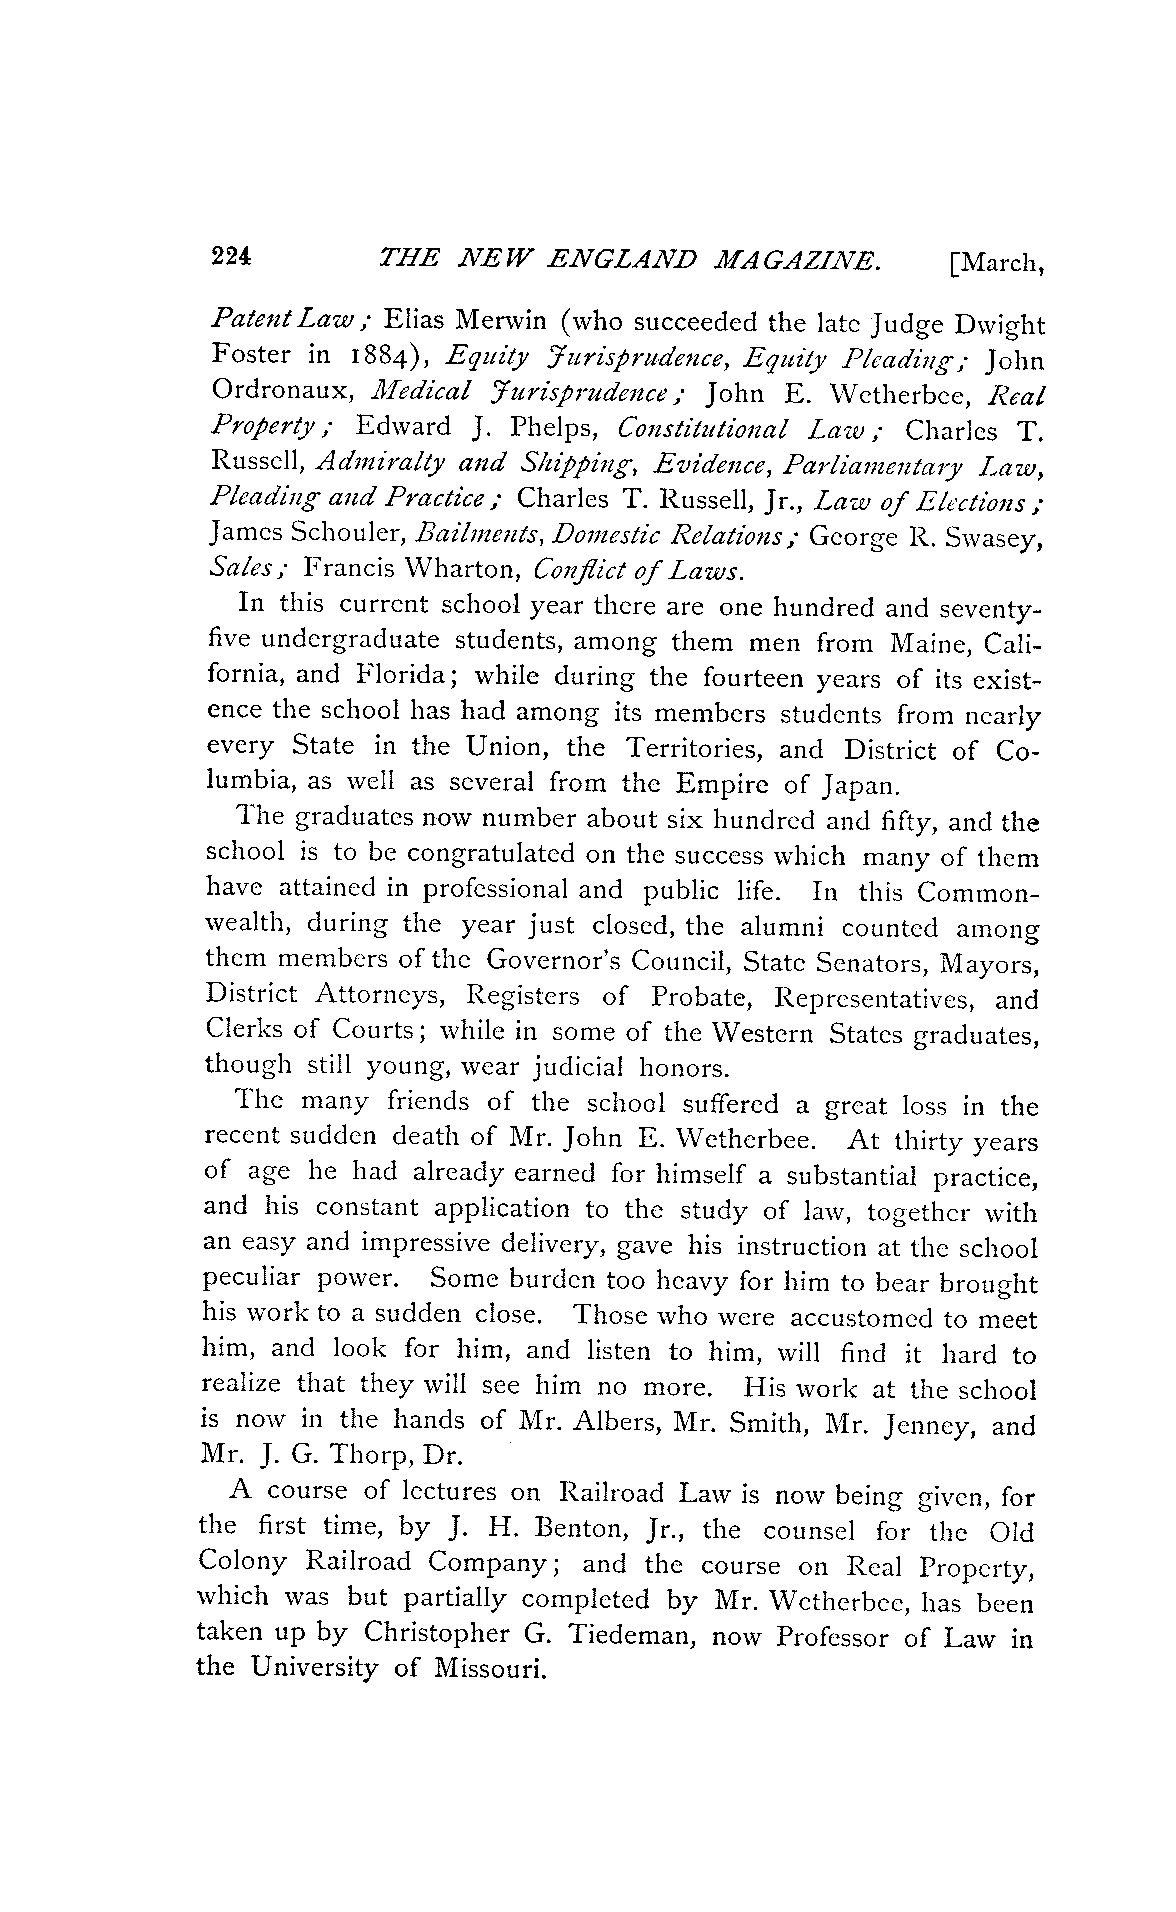 224 THE NEW ENGLAND MAGAZINE. [March,
Patent Law; Elias Merwin (who succeeded the late Judge Dwight
Foster in 1884), Equity Jurisprudence, Equity Pleading; John
Ordronaux, Medical Jurisprudence; John E. Wetherbee, Real
Property; Edward J. Phelps, Constitutional Law; Charles T.
Russell, Admiralty and Shipping, Evidence, Parliamentary Law,
Pleading and Practice; Charles T. Russell, Jr., Law of Elections;
James Schouler, Bailments, Domestic Relations; George R. Swasey,
Sales; Francis Wharton, Conflict of Laws.
In this current school year there are one hundred and seventy-
five undergraduate students, among them men from Maine, Cali-
fornia, and Florida; while during the fourteen years of its exist-
ence the school has had among its members students from nearly
every State in the Union, the Territories, and District of Co-
lumbia, as well as several from the Empire of Japan.
The graduates now number about six hundred and fifty, and the
school is to be congratulated on the success which many of them
have attained in professional and public life. In this Common-
wealth, during the year just closed, the alumni counted among
them members of the Governor's Council, State Senators, Mayors,
District Attorneys, Registers of Probate, Representatives, and
Clerks of Courts; while in some of the Western States graduates,
though still young, wear judicial honors.
The many friends of the school suffered a great loss in the
recent sudden death of Mr. John E. Wetherbee. At thirty years
of age he had already earned for himself a substantial practice,
and his constant application to the study of law, together with
an easy and impressive delivery, gave his instruction at the school
peculiar power. Some burden too heavy for him to bear brought
his work to a sudden close. Those who were accustomed to meet
him, and look for him, and listen to him, will find it hard to
realize that they will see him no more. His work at the school
is now in the hands of Mr. Albers, Mr. Smith, Mr. Jenney, and
Mr. J. G. Thorp, Dr.
A course of lectures on Railroad Law is now being given, for
the first time, by J. H. Benton, Jr., the counsel for the Old
Colony Railroad Company; and the course on Real Property,
which was but partially completed by Mr. Wetherbee, has been
taken up by Christopher G. Tiedeman, now Professor of Law in
the University of Missouri.